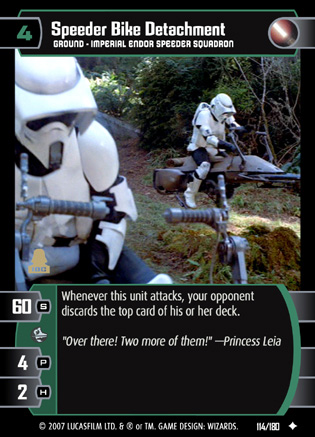 4
Speeder Bike Detachment
GROUND - IMPERIAL ENDOR SPEEDER SQUADRON
60 S
Whenever this unit attacks, your opponent
discards the top card of his or her deck.
"Over there! Two more of them!" —Princess Leia
4 P
2 H
© 2007 LUCASFILM LTD. & ® or TM. GAME DESIGN: WIZARDS. 114/180